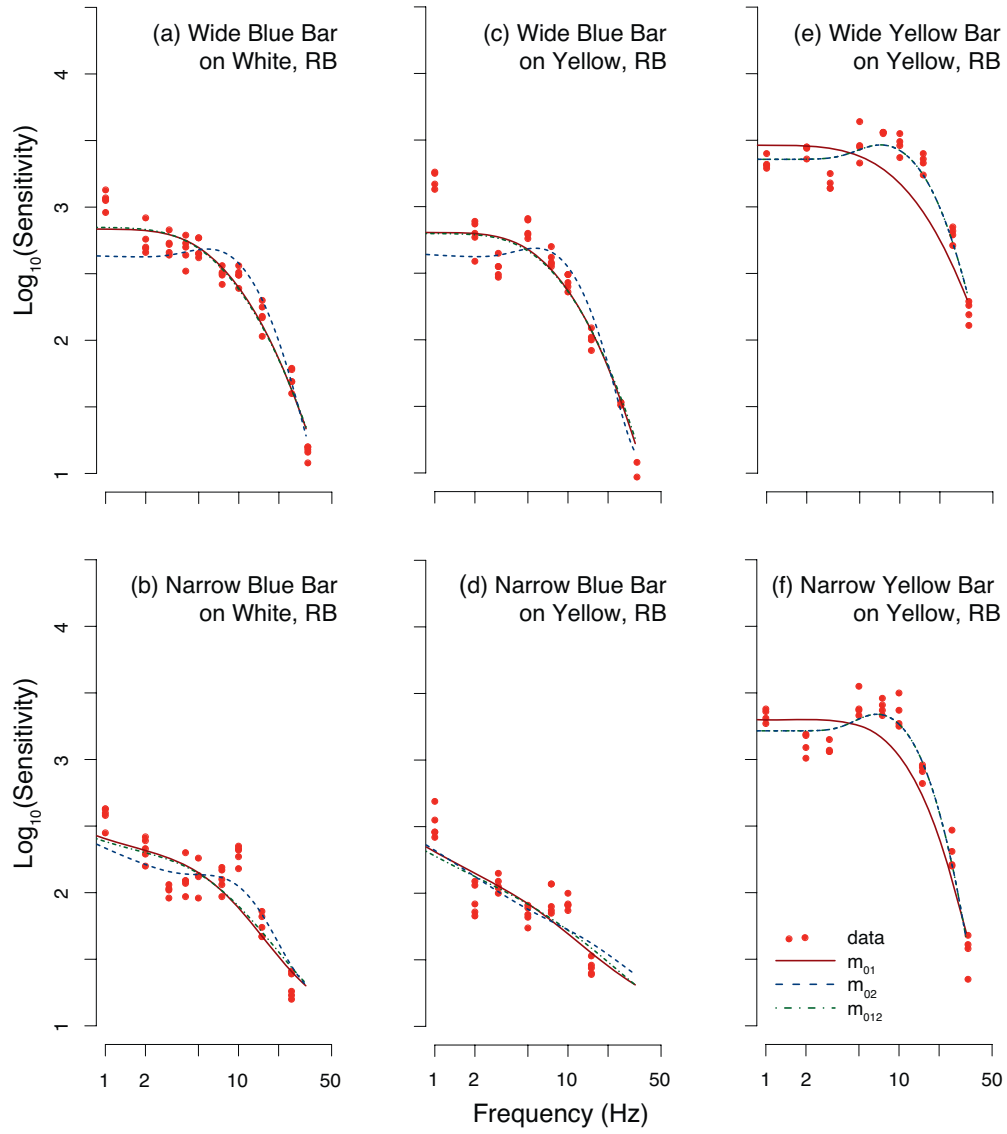 (a) Wide Blue Bar
on White, RB
(c) Wide Blue Bar
on Yellow, RB
(e) Wide Yellow Bar
on Yellow, RB
Log10(Sensitivity)
4
3
2
1
(b) Narrow Blue Bar
on White, RB
(d) Narrow Blue Bar
on Yellow, RB
(f) Narrow Yellow Bar
on Yellow, RB
Log10(Sensitivity)
4
3
2
1
data
m01
m02
m012
1 2 10 50
1 2 10 50
1 10 50
Frequency (Hz)